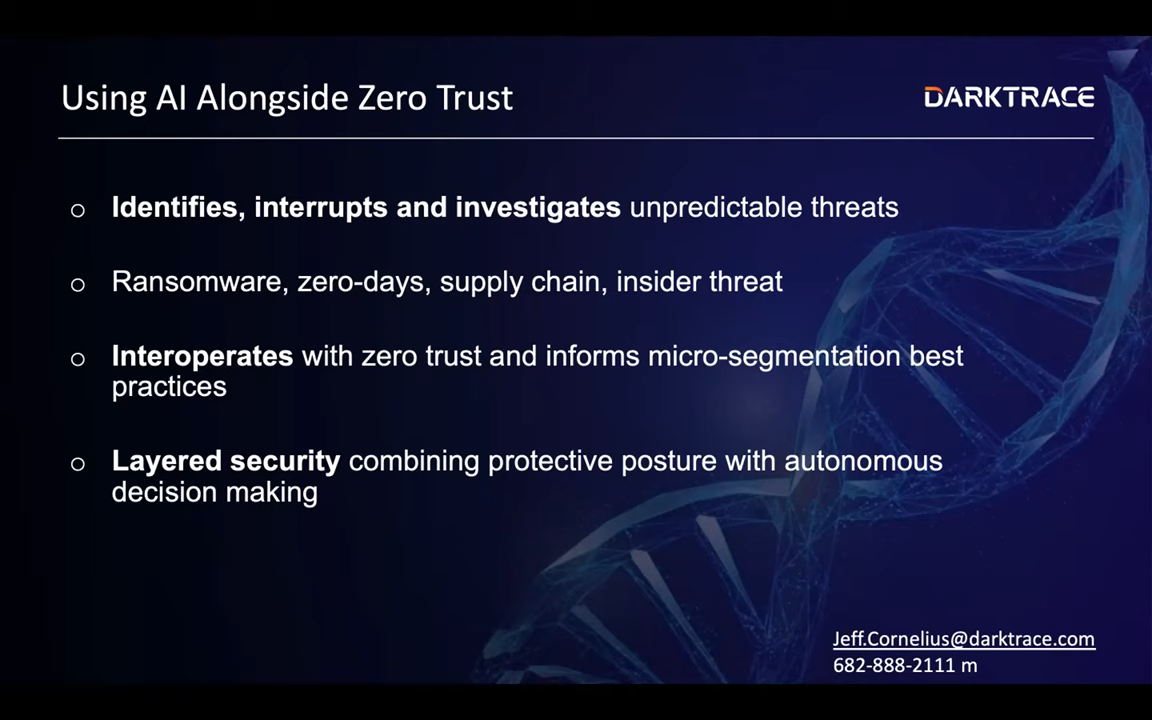 Using AI Alongside Zero Trust
DARKTRACE
o Identifies, interrupts and investigates unpredictable threats
o Ransomware, zero-days, supply chain, insider threat
o Interoperates with zero trust and informs micro-segmentation best
practices
o Layered security combining protective posture with autonomous
decision making
Jeff.Cornelius@darktrace.com
682-888-2111 m